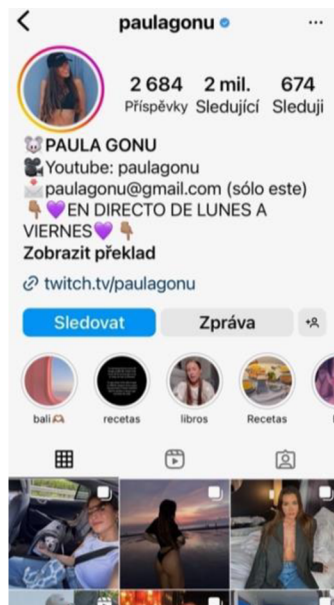 paulagonu
2 684 2 mil. 674
Příspěvky Sledující Sleduji
🐭PAULA GONU
🎥Youtube: paulagonu
📩paulagonu@gmail.com (sólo este)
👇🏽💜EN DIRECTO DE LUNES A
VIERNES💜👇🏽
Zobrazit překlad
twitch.tv/paulagonu
Sledovat Zpráva
bali🫶🏽 recetas libros Recetas